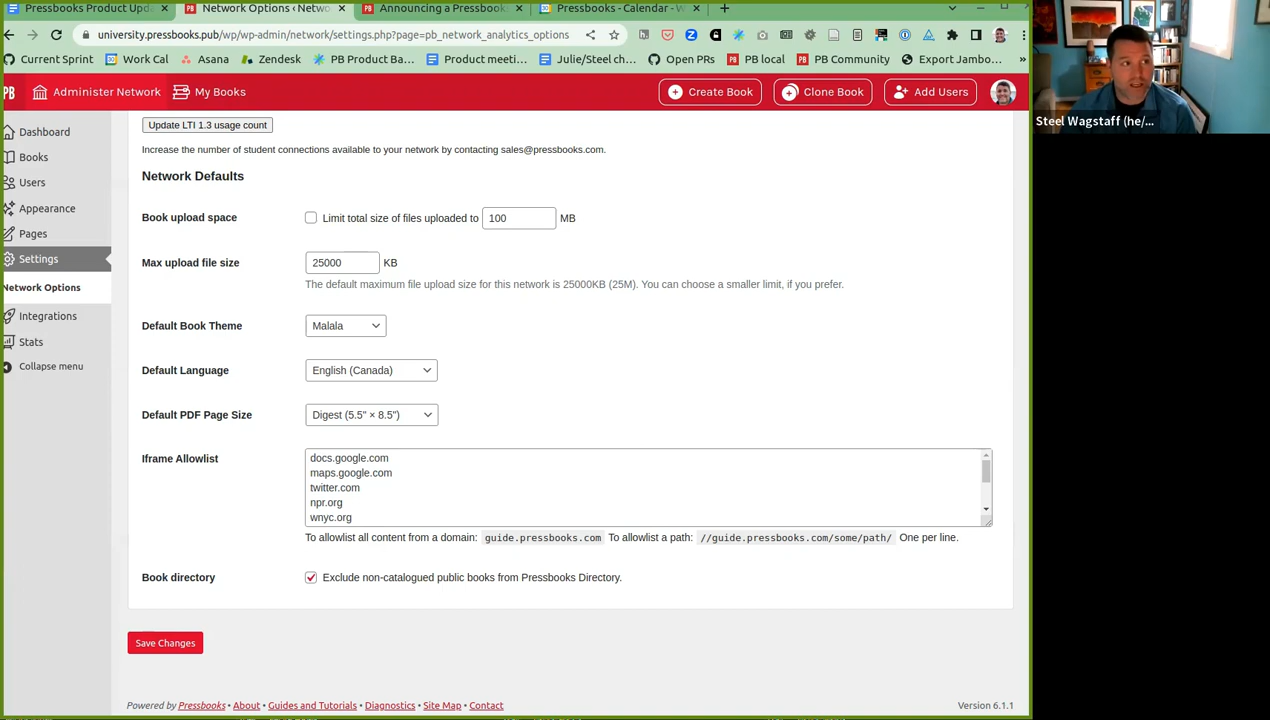 Pressbooks Product Upda
Network Options ‹ Netwo
Announcing a Pressbooks
Pressbooks - Calendar - W
university.pressbooks.pub/wp/wp-admin/network/settings.php?page=pb_network_analytics_options
Current Sprint
Work Cal
Asana
Zendesk
PB Product Ba...
Product meeti...
Julie/Steel ch...
Open PRs
PB local
PB Community
Export Jambo...
»
PB
Administer Network
My Books
Create Book
Clone Book
Add Users
Steel Wagstaff (he/...
Dashboard
Books
Users
Appearance
Pages
Settings
Network Options
Integrations
Stats
Collapse menu
Update LTI 1.3 usage count
Increase the number of student connections available to your network by contacting sales@pressbooks.com.
Network Defaults
Book upload space
Limit total size of files uploaded to 100 MB
Max upload file size
25000 KB
The default maximum file upload size for this network is 25000KB (25M). You can choose a smaller limit, if you prefer.
Default Book Theme
Malala
Default Language
English (Canada)
Default PDF Page Size
Digest (5.5" × 8.5")
Iframe Allowlist
docs.google.com
maps.google.com
twitter.com
npr.org
wnyc.org
To allowlist all content from a domain: guide.pressbooks.com To allowlist a path: //guide.pressbooks.com/some/path/ One per line.
Book directory
Exclude non-catalogued public books from Pressbooks Directory.
Save Changes
Powered by Pressbooks • About • Guides and Tutorials • Diagnostics • Site Map • Contact
Version 6.1.1